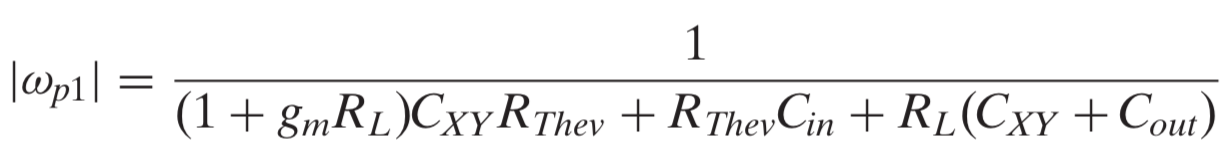 |ω_{p1}| = \frac{1}{(1 + g_m R_L)C_{XY} R_{Thev} + R_{Thev} C_{in} + R_L(C_{XY} + C_{out})}